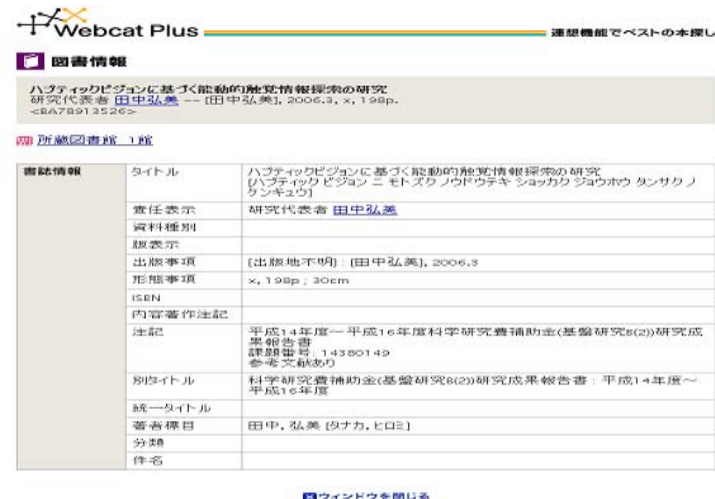 Webcat Plus
連想機能でベストの本探し
図書情報
ハプティックビジョンに基づく能動的触覚情報探索の研究
研究代表者 田中弘美 -- [田中弘美], 2006.3, x, 198p.
<BA78913526>
所蔵図書館 1館
書誌情報
タイトル
ハプティックビジョンに基づく能動的触覚情報探索の研究
[ハプティック ビジョン ニ モトズク ノウドウテキ ショッカク ジョウホウ タンサク ノ
ケンキュウ]
責任表示
研究代表者 田中弘美
資料種別
版表示
出版事項
[出版地不明] : [田中弘美], 2006.3
形態事項
x, 198p ; 30cm
ISBN
内容著作注記
注記
平成14年度～平成16年度科学研究費補助金(基盤研究B(2))研究成
果報告書
課題番号: 14380149
参考文献あり
別タイトル
科学研究費補助金(基盤研究B(2))研究成果報告書 : 平成14年度～
平成16年度
統一タイトル
著者標目
田中, 弘美 [タナカ, ヒロミ]
分類
件名
ウィンドウを閉じる